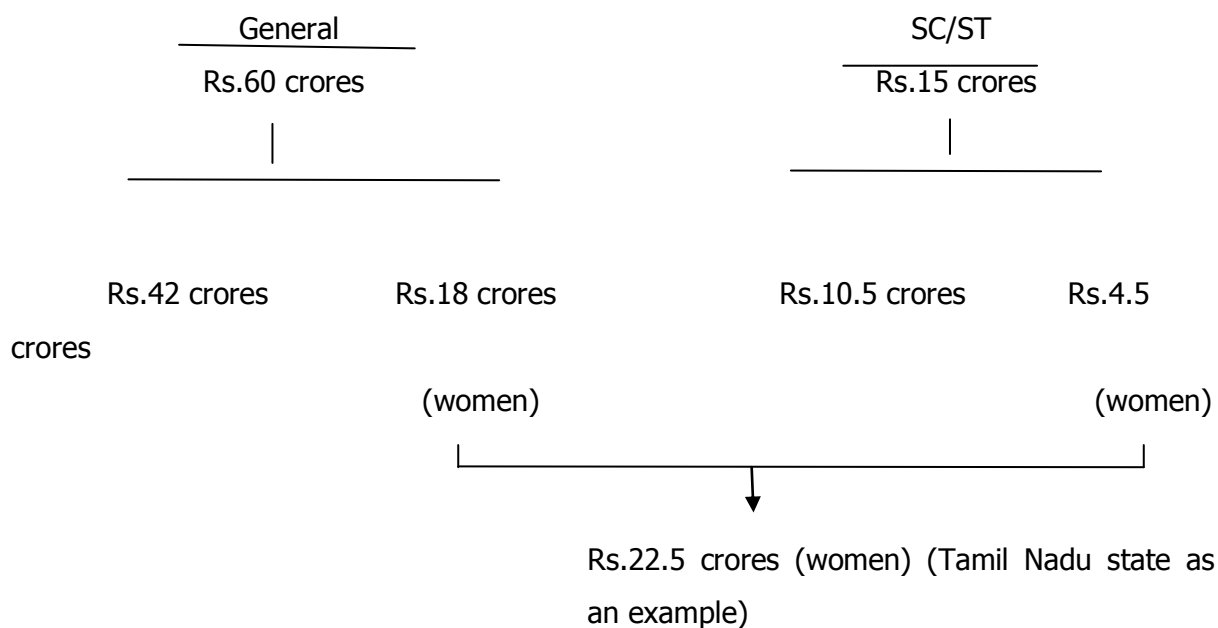 General SC/ST
Rs.60 crores Rs.15 crores
Rs.42 crores Rs.18 crores Rs.10.5 crores Rs.4.5
crores
(women) (women)
Rs.22.5 crores (women) (Tamil Nadu state as
an example)